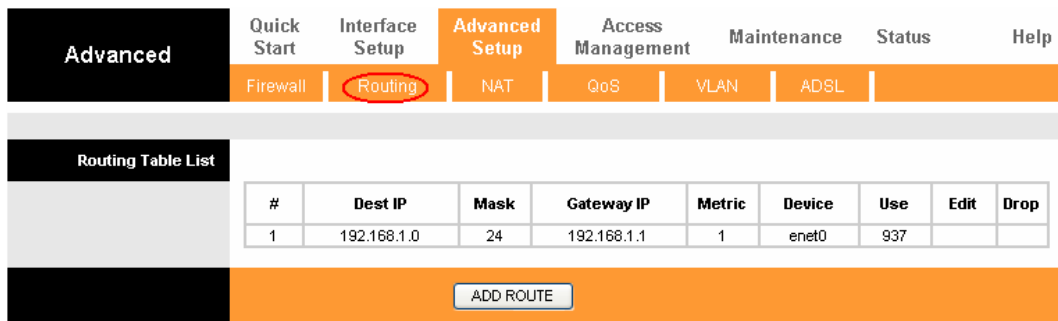 Advanced
Quick Start
Interface Setup
Advanced Setup
Access Management
Maintenance
Status
Help
Firewall
Routing
NAT
QoS
VLAN
ADSL
Routing Table List
# Dest IP Mask Gateway IP Metric Device Use Edit Drop
1 192.168.1.0 24 192.168.1.1 1 enet0 937
ADD ROUTE